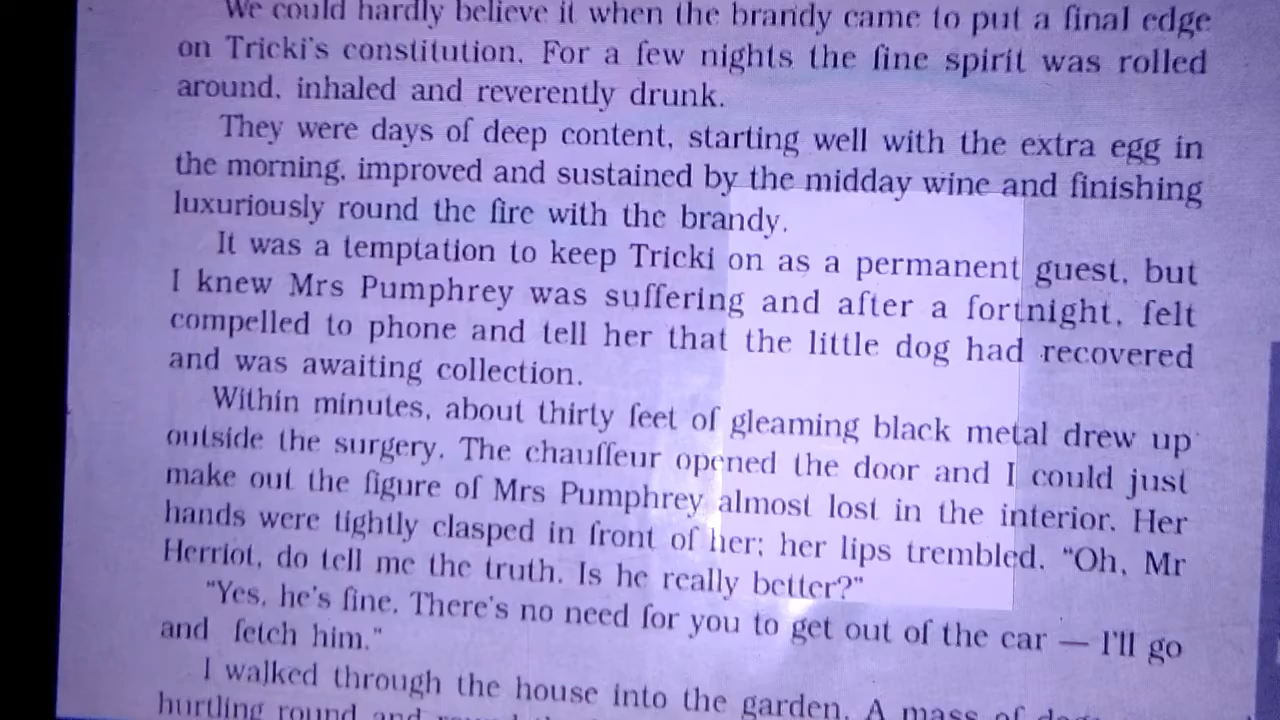 We could hardly believe it when the brandy came to put a final edge
on Tricki's constitution. For a few nights the fine spirit was rolled
around, inhaled and reverently drunk.
They were days of deep content, starting well with the extra egg in
the morning, improved and sustained by the midday wine and finishing
luxuriously round the fire with the brandy.
It was a temptation to keep Tricki on as a permanent guest, but
I knew Mrs Pumphrey was suffering and after a fortnight, felt
compelled to phone and tell her that the little dog had recovered
and was awaiting collection.
Within minutes, about thirty feet of gleaming black metal drew up
outside the surgery. The chauffeur opened the door and I could just
make out the figure of Mrs Pumphrey almost lost in the interior. Her
hands were tightly clasped in front of her; her lips trembled. "Oh, Mr
Herriot, do tell me the truth. Is he really better?"
"Yes, he's fine. There's no need for you to get out of the car — I'll go
and fetch him."
I walked through the house into the garden. A mass of
hurtling round and